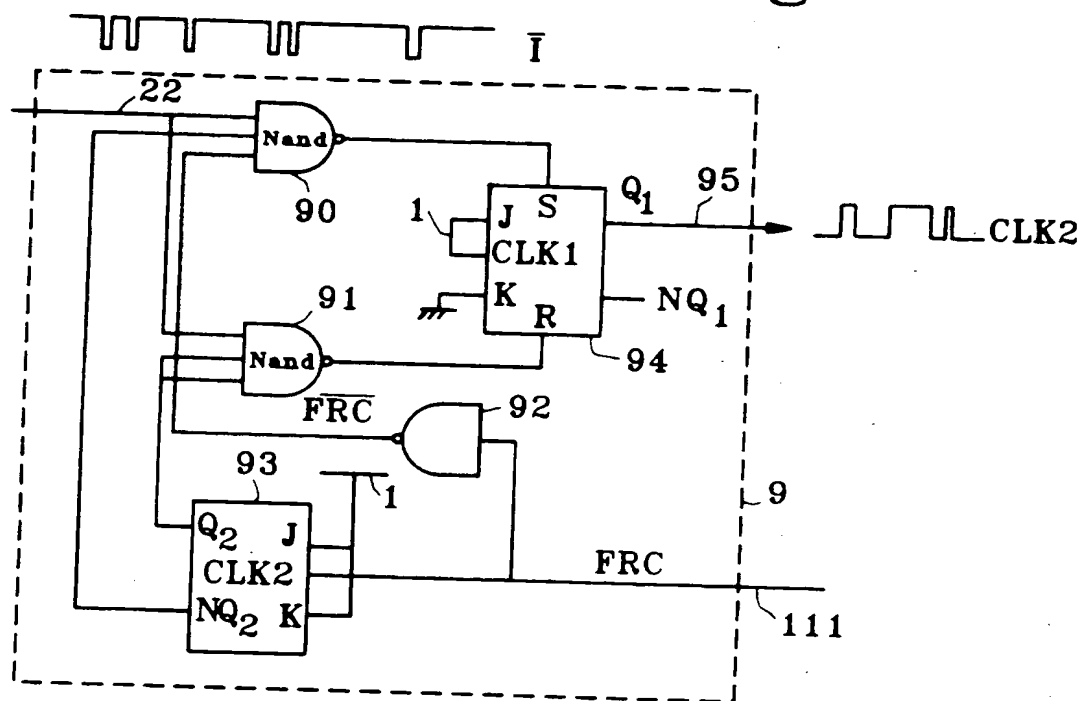 Ī
22
Nand
90
Q1
95
J
S
1
CLK1
CLK2
K
NQ1
R
91
Nand
94
FRC̅
92
93
1
9
Q2
J
CLK2
FRC
NQ2
K
111